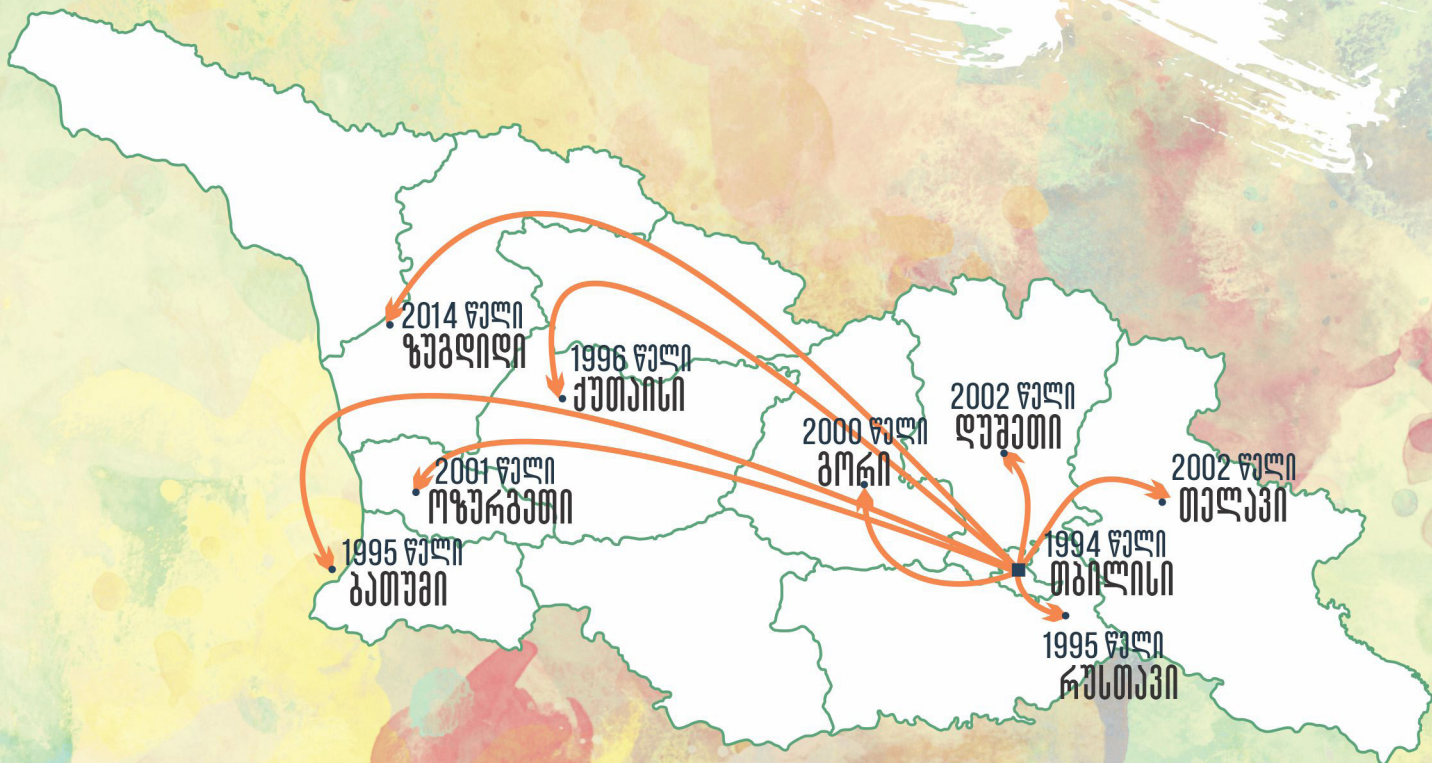 2014 წელი
ზუგდიდი
1996 წელი
ქუთაისი
2002 წელი
დუშეთი
2000 წელი
გორი
2001 წელი
ოზურგეთი
2002 წელი
თელავი
1995 წელი
ბათუმი
1994 წელი
თბილისი
1995 წელი
რუსთავი